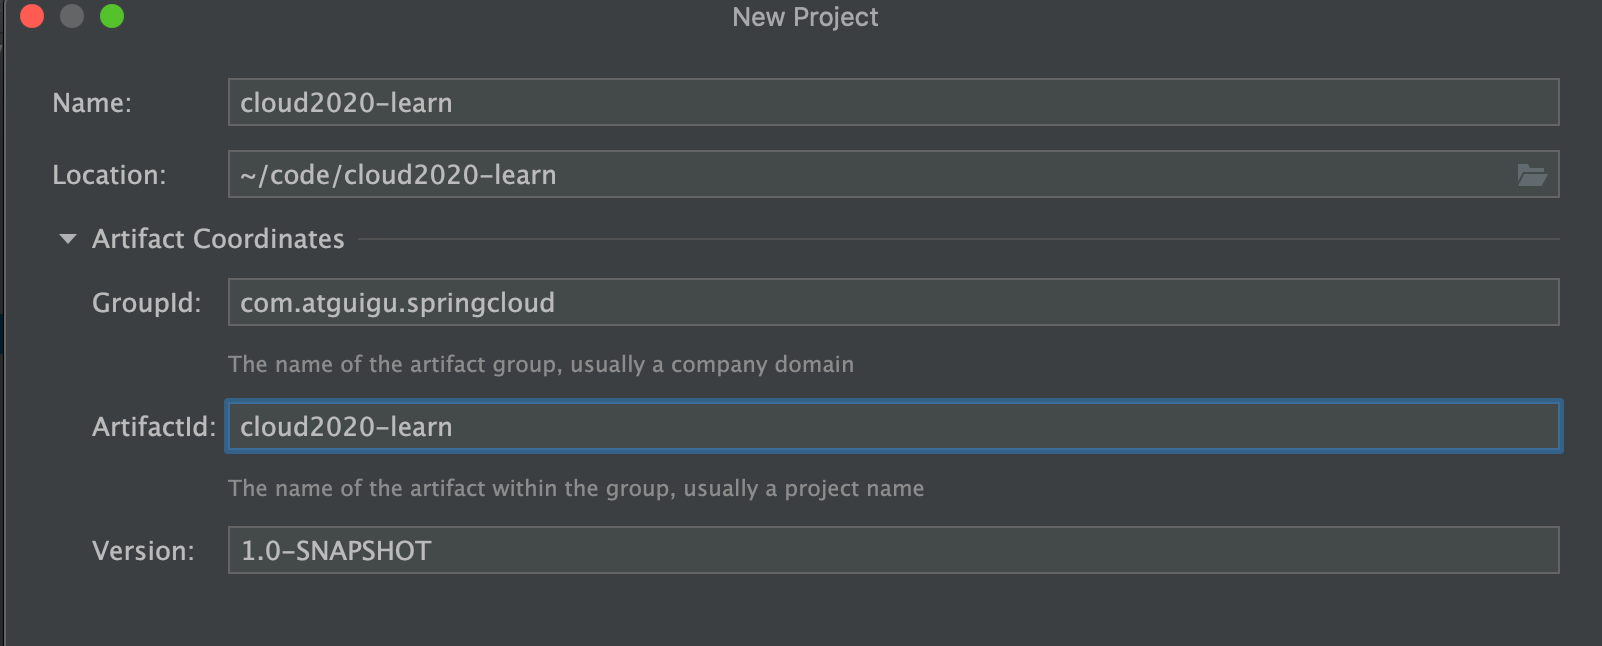 New Project
Name: cloud2020-learn
Location: ~/code/cloud2020-learn
Artifact Coordinates
GroupId: com.atguigu.springcloud
The name of the artifact group, usually a company domain
ArtifactId: cloud2020-learn
The name of the artifact within the group, usually a project name
Version: 1.0-SNAPSHOT